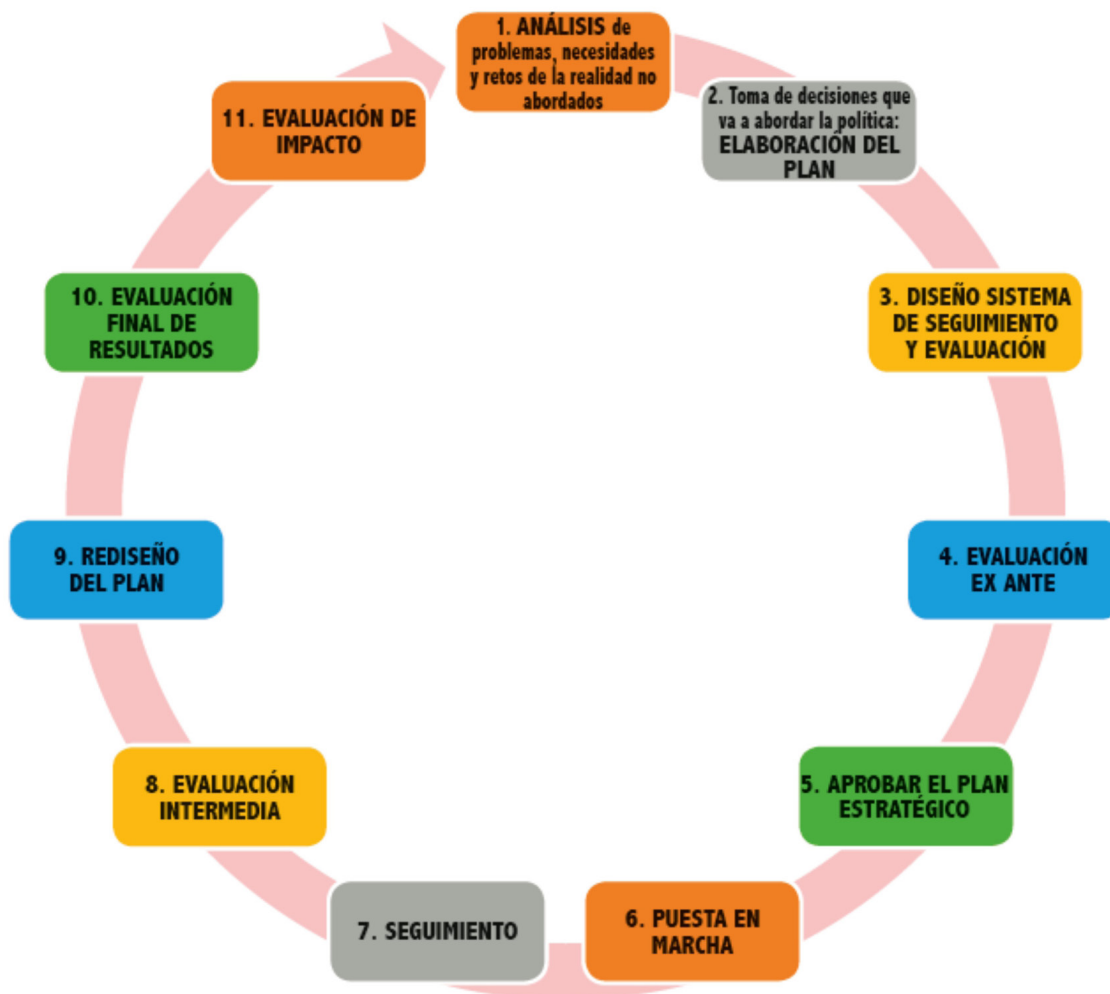 1. ANÁLISIS de
problemas, necesidades
y retos de la realidad no
abordados
2. Toma de decisiones que
va a abordar la política:
ELABORACIÓN DEL
PLAN
3. DISEÑO SISTEMA
DE SEGUIMIENTO
Y EVALUACIÓN
4. EVALUACIÓN
EX ANTE
5. APROBAR EL PLAN
ESTRATÉGICO
6. PUESTA EN
MARCHA
7. SEGUIMIENTO
8. EVALUACIÓN
INTERMEDIA
9. REDISEÑO
DEL PLAN
10. EVALUACIÓN
FINAL DE
RESULTADOS
11. EVALUACIÓN DE
IMPACTO